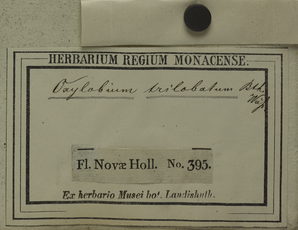 HERBARIUM REGIUM MONACENSE.
Oxylobium trilobatum Bth.
Fl. Novæ Holl. No. 395.
Ex herbario Musei bot. Landishuth.